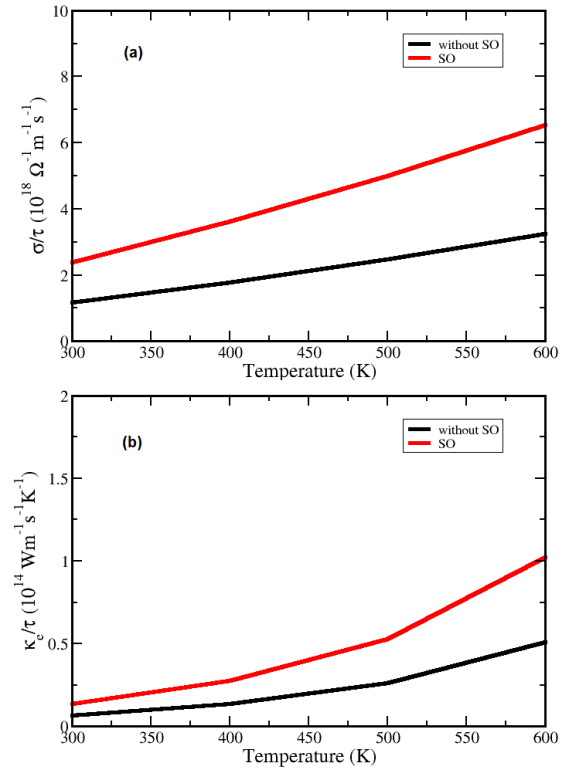 10
(a)
without SO
SO
8
6
4
2
0
σ/τ (10¹⁸ Ω⁻¹m⁻¹s⁻¹)
300 350 400 450 500 550 600
Temperature (K)
2
(b)
without SO
SO
1.5
1
0.5
0
κₑ/τ (10¹⁴ Wm⁻¹s⁻¹K⁻¹)
300 350 400 450 500 550 600
Temperature (K)